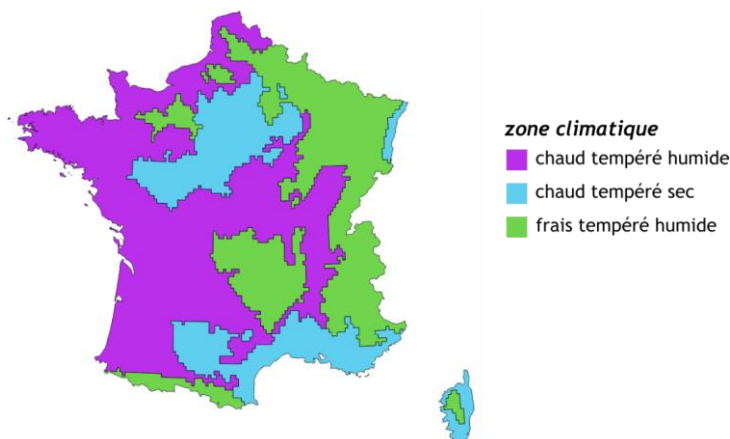 zone climatique
chaud tempéré humide
chaud tempéré sec
frais tempéré humide